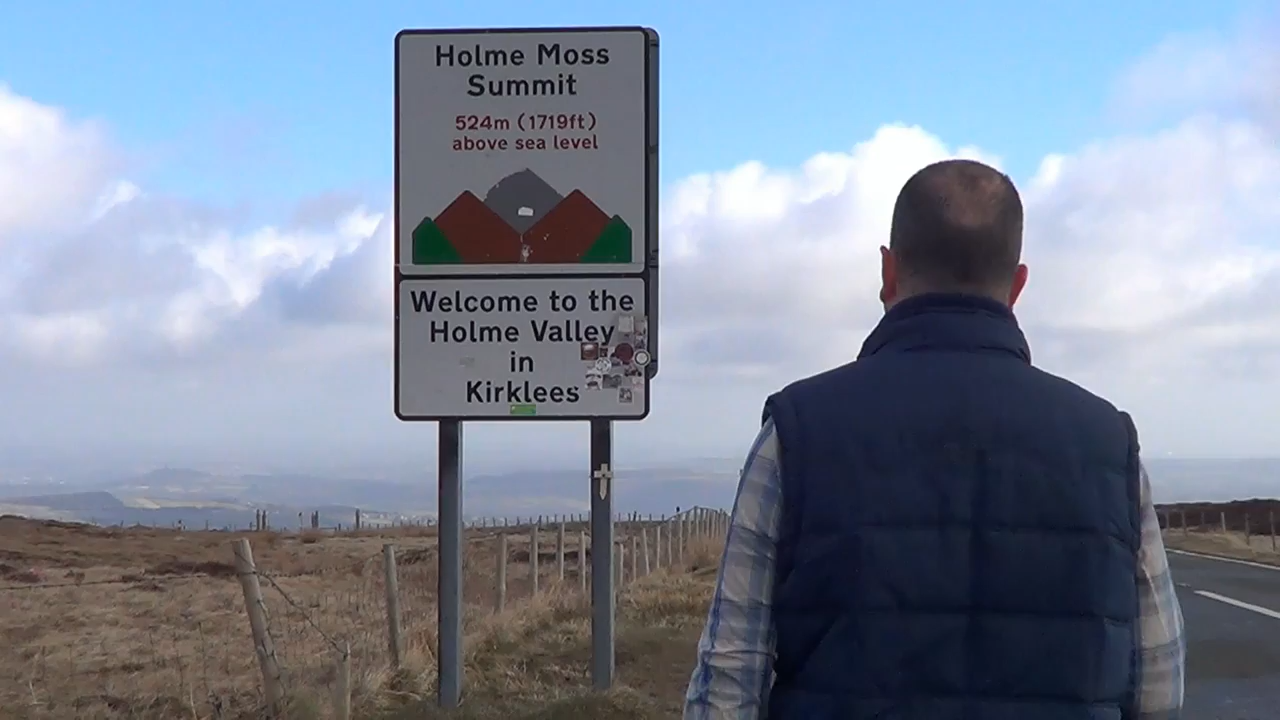 Holme Moss
Summit
524m (1719ft)
above sea level
Welcome to the
Holme Valley
in
Kirklees